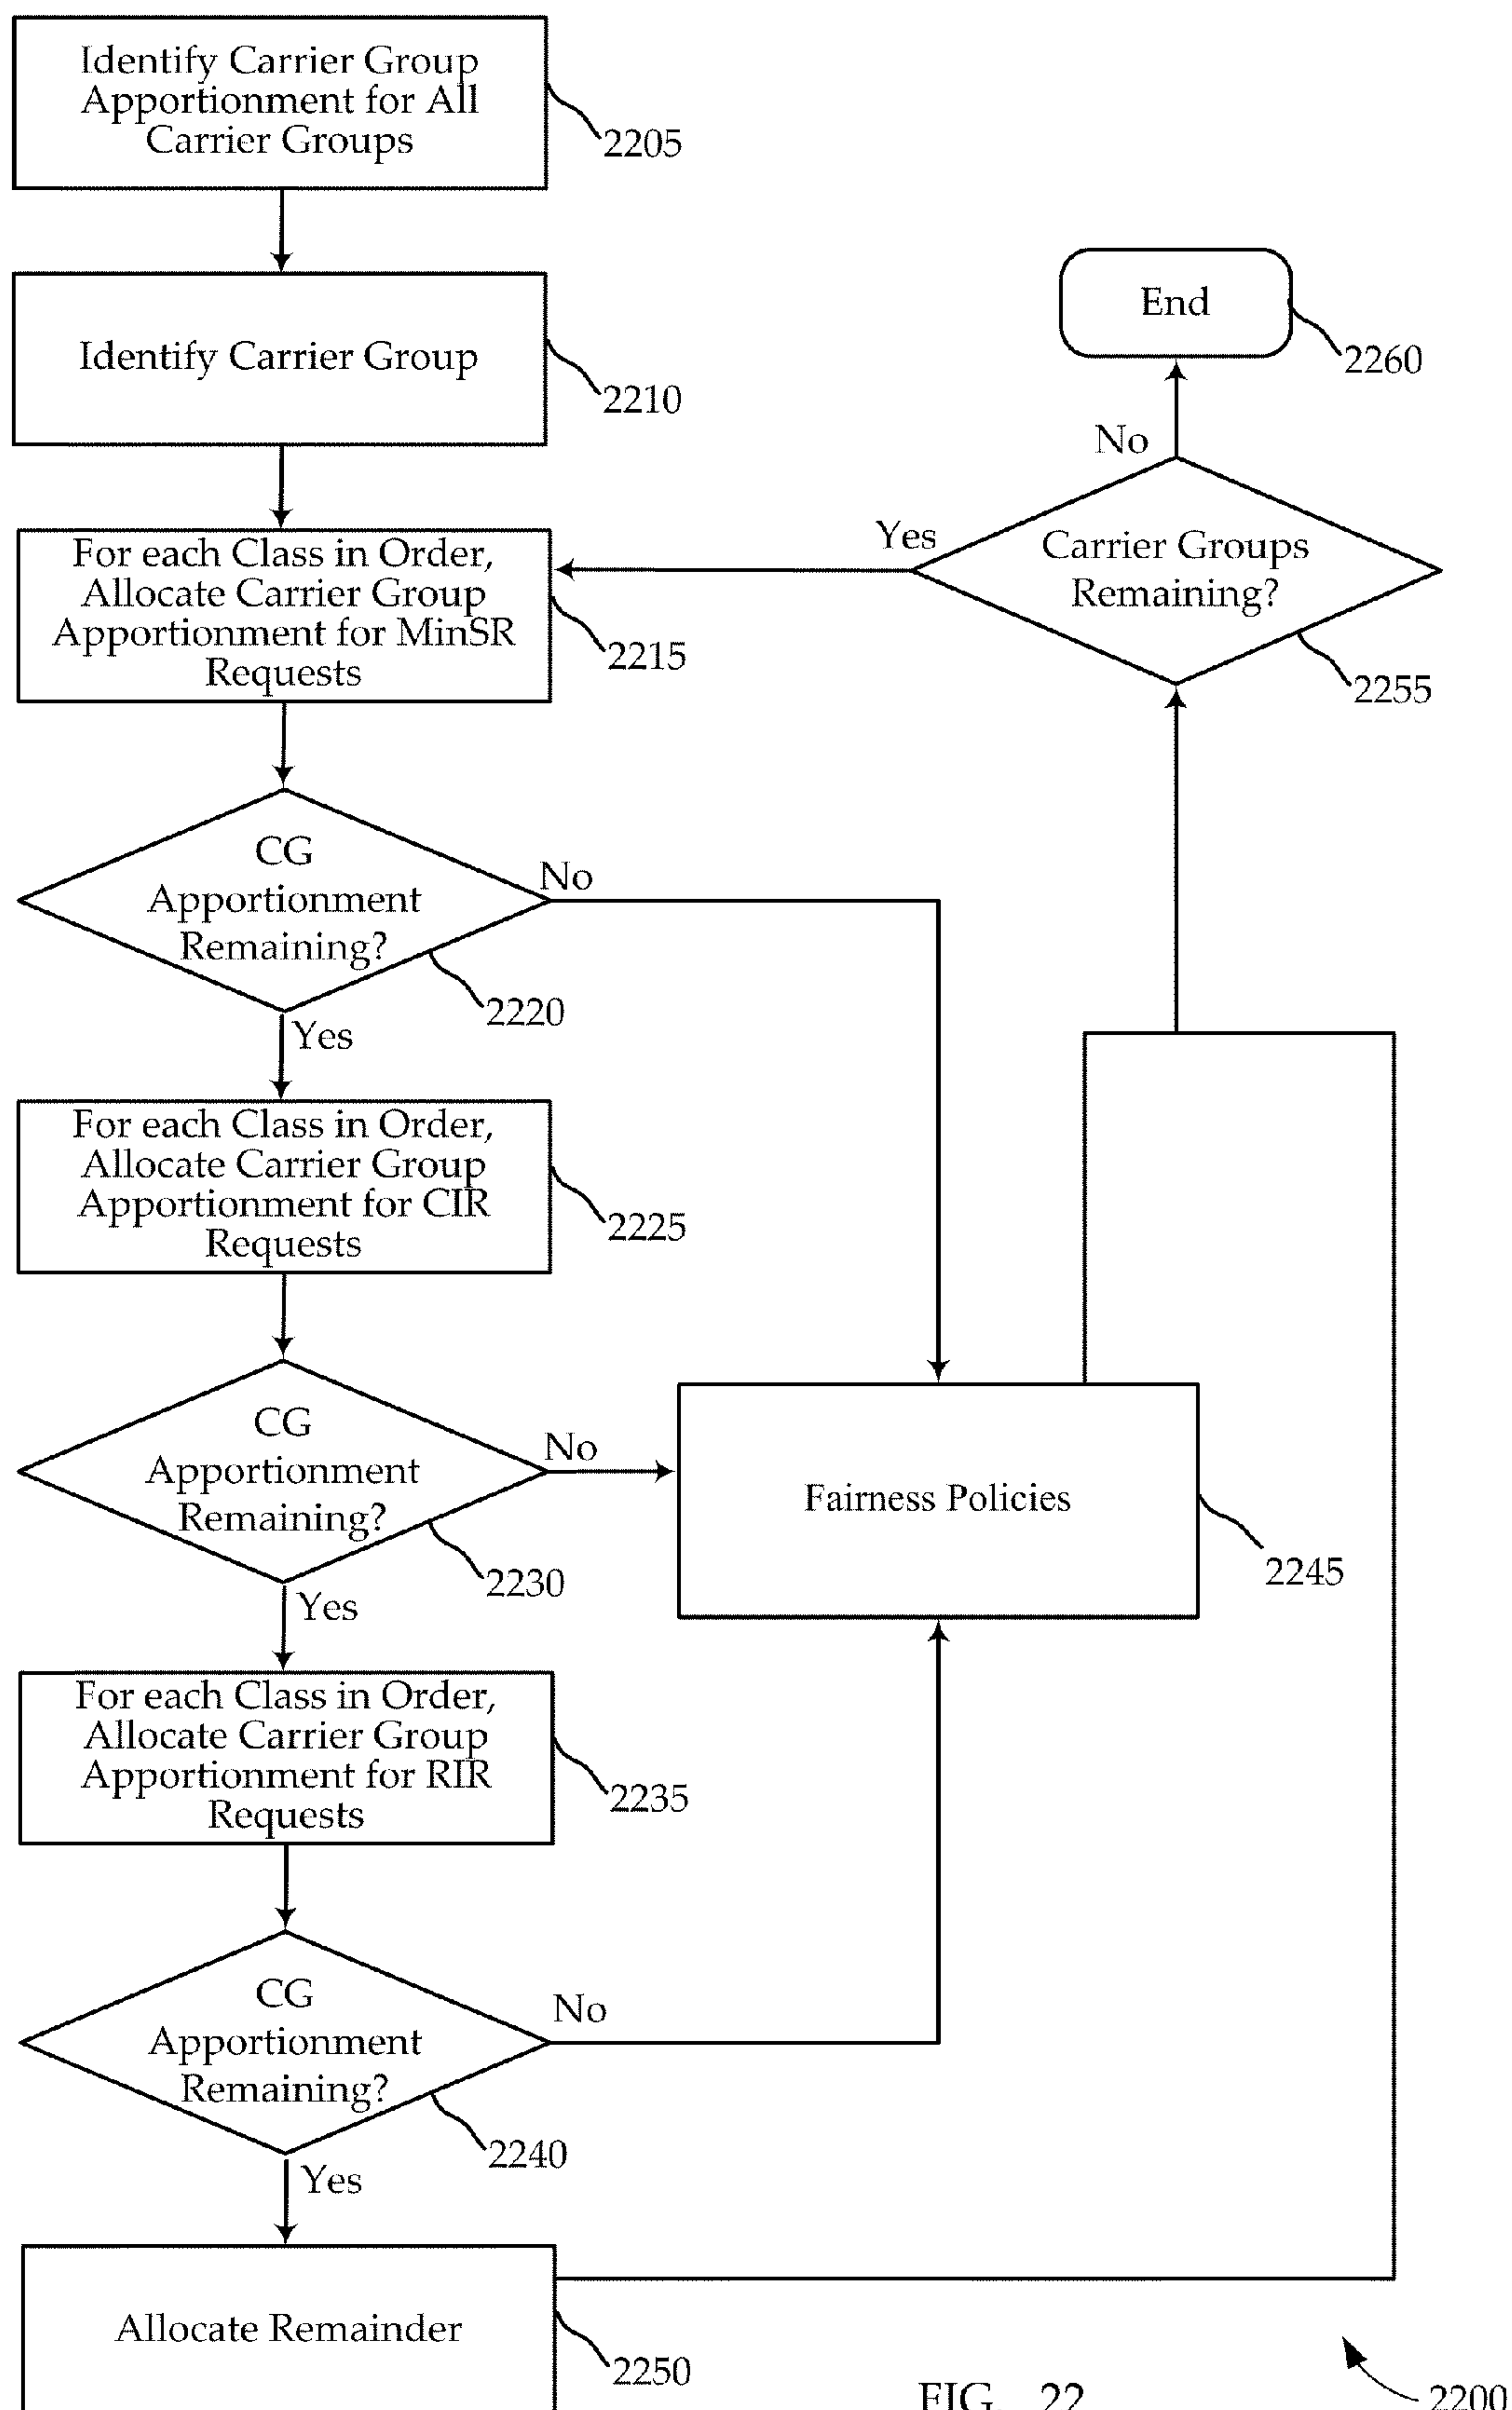 Identify Carrier Group
Apportionment for All
Carrier Groups
2205
Identify Carrier Group
2210
End
2260
No
Yes
Carrier Groups
Remaining?
2255
For each Class in Order,
Allocate Carrier Group
Apportionment for MinSR
Requests
2215
CG
Apportionment
Remaining?
No
2220
Yes
For each Class in Order,
Allocate Carrier Group
Apportionment for CIR
Requests
2225
CG
Apportionment
Remaining?
No
2230
Yes
Fairness Policies
2245
For each Class in Order,
Allocate Carrier Group
Apportionment for RIR
Requests
2235
CG
Apportionment
Remaining?
No
2240
Yes
Allocate Remainder
2250
FIG. 22
2200